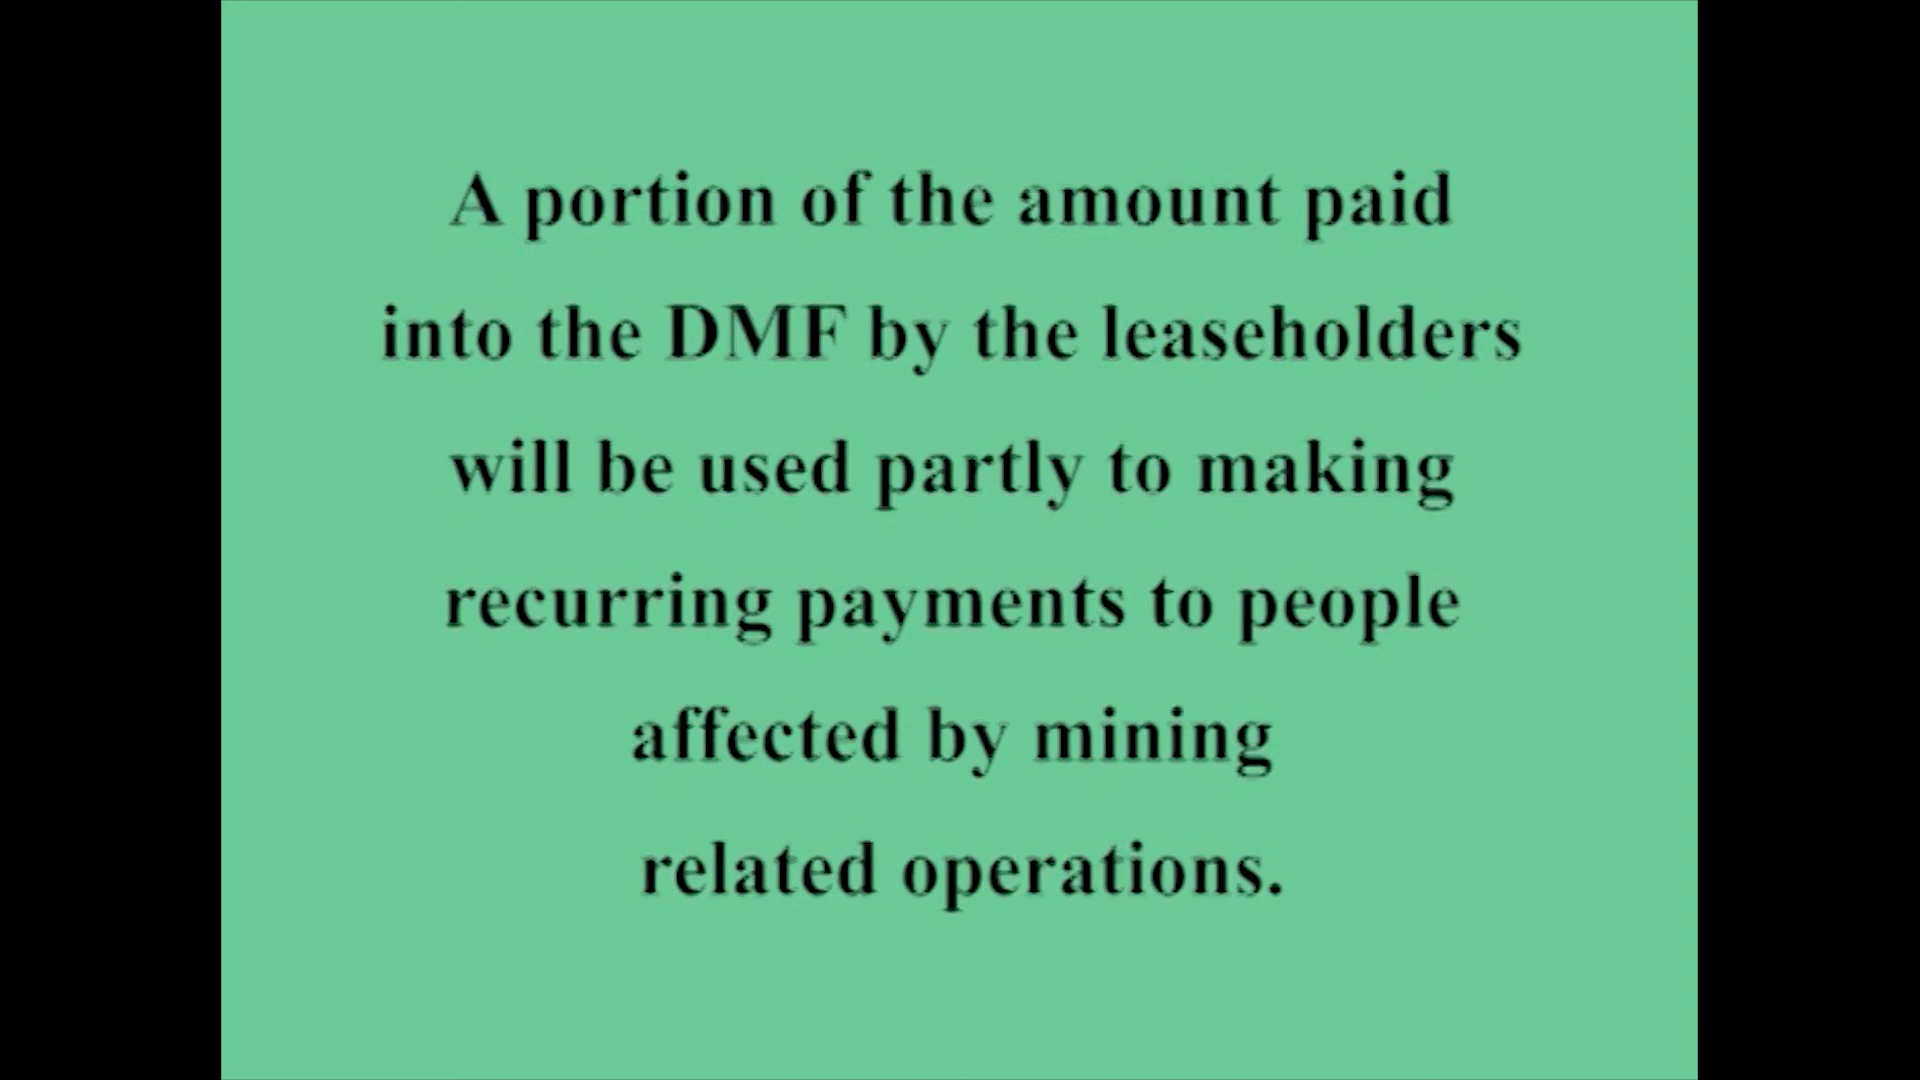 A portion of the amount paid
into the DMF by the leaseholders
will be used partly to making
recurring payments to people
affected by mining
related operations.